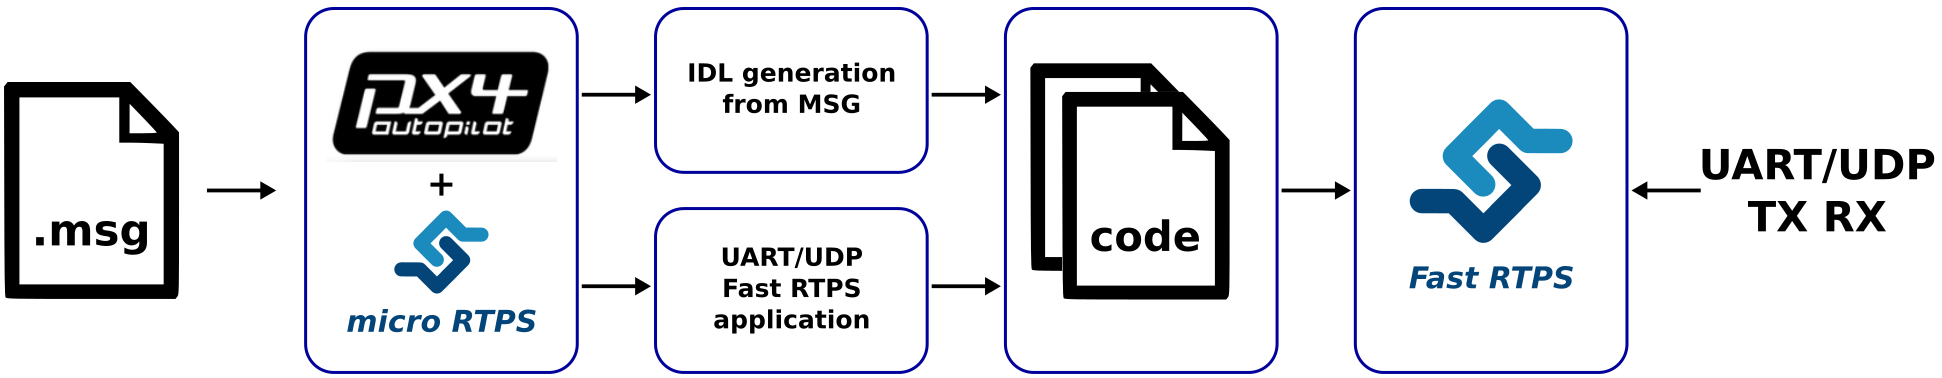 .msg
px4
autopilot
+
micro RTPS
IDL generation
from MSG
UART/UDP
Fast RTPS
application
code
Fast RTPS
UART/UDP
TX RX